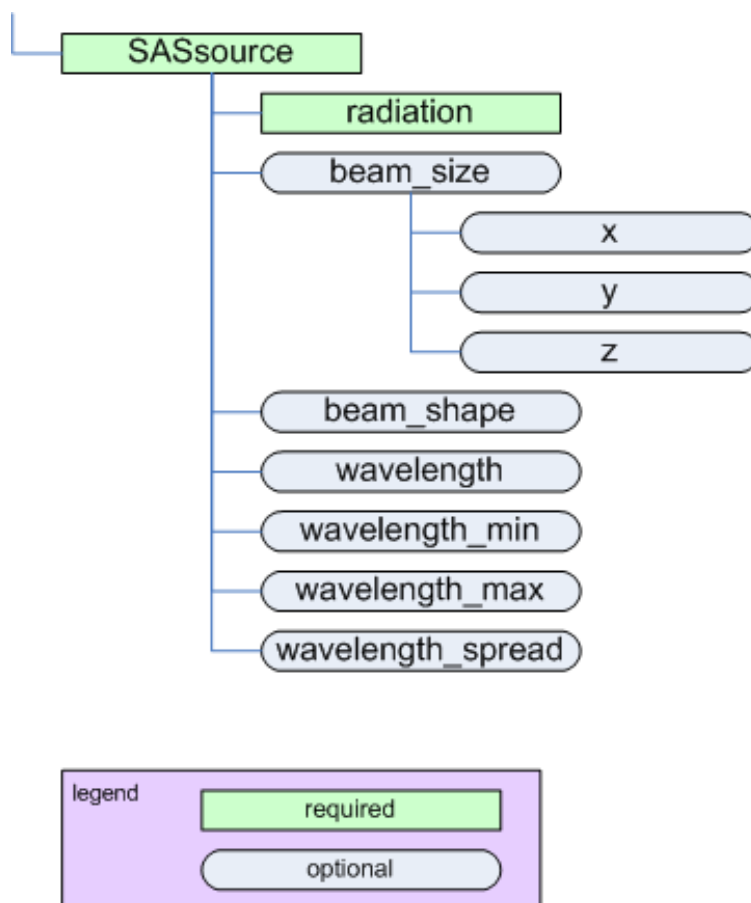 SASsource
radiation
beam_size
x
y
z
beam_shape
wavelength
wavelength_min
wavelength_max
wavelength_spread
legend
required
optional